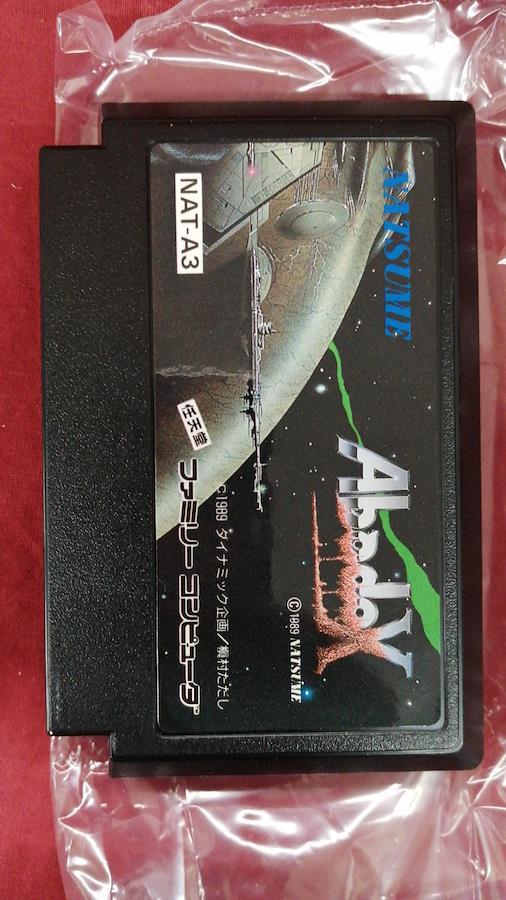 NATSUME
AbadoX
© 1989 NATSUME
c1989 ダイナミック企画/槇村ただし
任天堂
ファミリー コンピュータ
NAT-A3